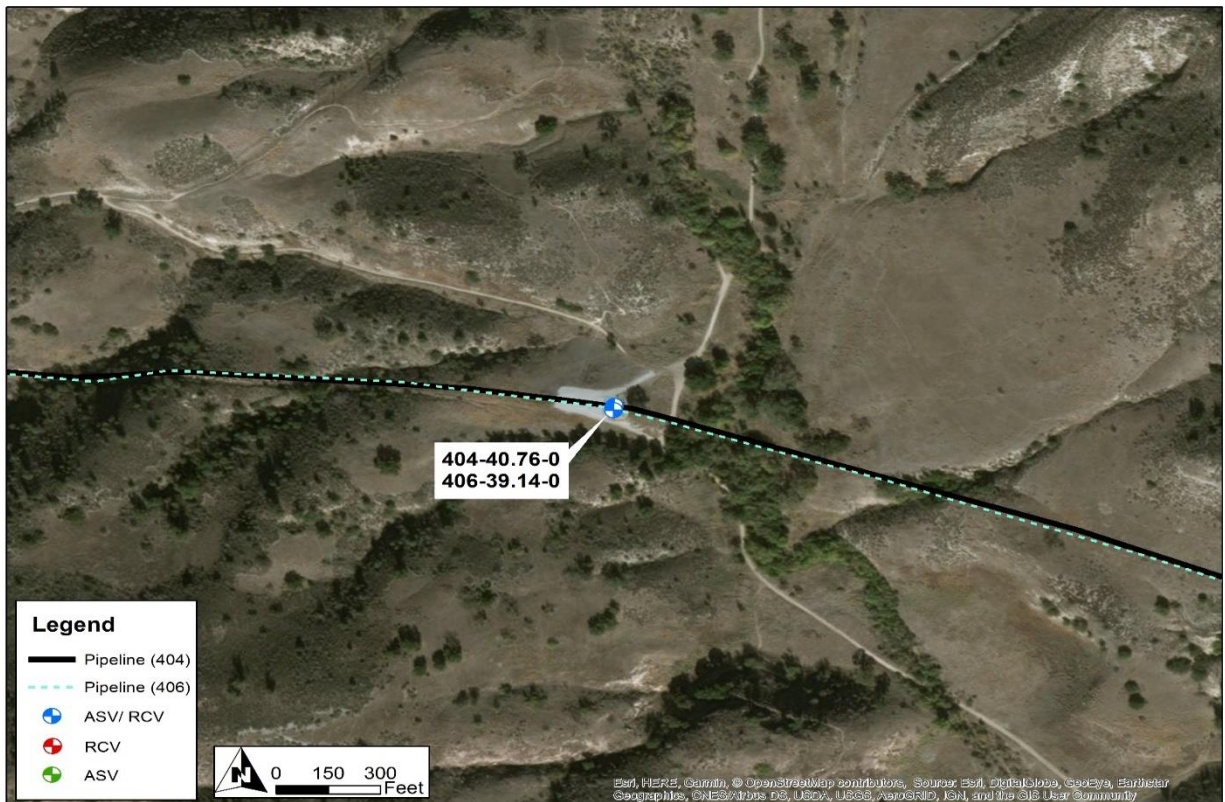 404-40.76-0
406-39.14-0
Legend
Pipeline (404)
Pipeline (406)
ASV/ RCV
RCV
ASV
N
0 150 300
Feet
Esri, HERE, Garmin, © OpenStreetMap contributors, Source: Esri, DigitalGlobe, GeoEye, Earthstar
Geographics, CNES/Airbus DS, USDA, USGS, AeroGRID, IGN, and the GIS User Community